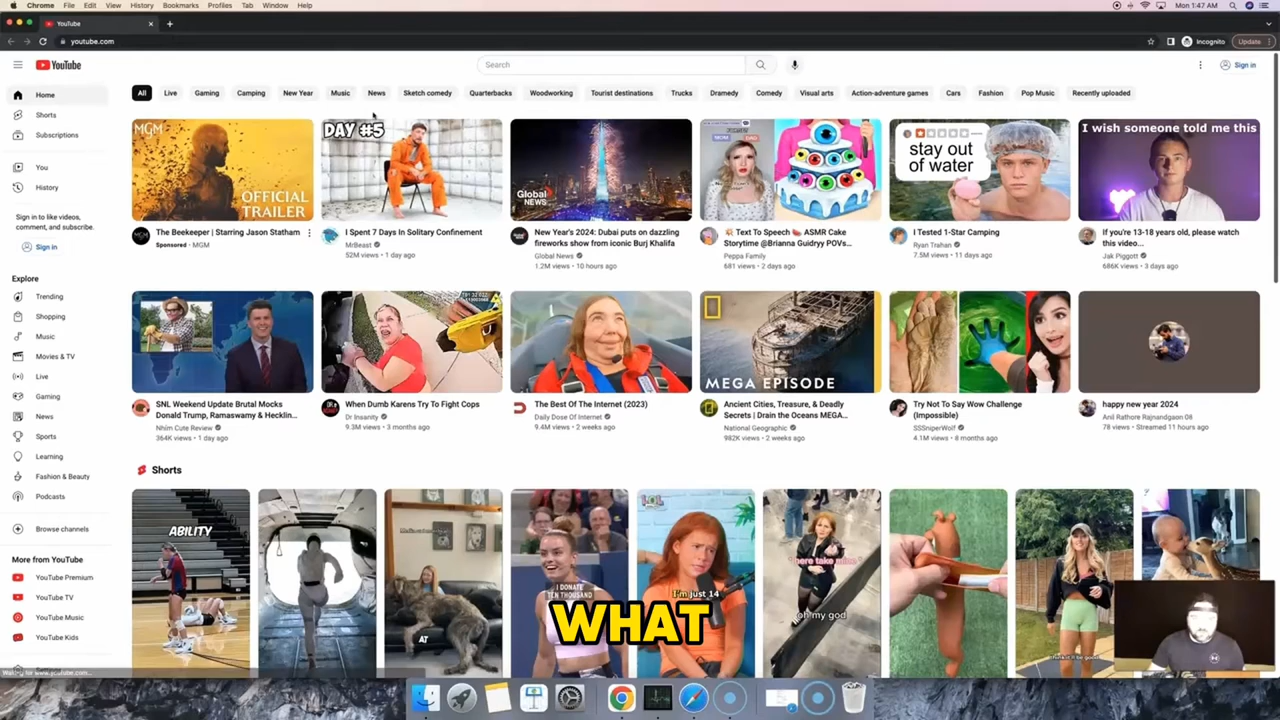 Chrome File Edit View History Bookmarks Profiles Tab Window Help
Mon 1:47 AM
YouTube
youtube.com
Incognito
Update
YouTube
Search
Sign in
All Live Gaming Camping New Year Music News Sketch comedy Quarterbacks Woodworking Tourist destinations Trucks Dramedy Comedy Visual arts Action-adventure games Cars Fashion Pop Music Recently uploaded
Home
Shorts
Subscriptions
You
History
Sign in to like videos,
comment, and subscribe.
Sign in
Explore
Trending
Shopping
Music
Movies & TV
Live
Gaming
News
Sports
Learning
Fashion & Beauty
Podcasts
Browse channels
More from YouTube
YouTube Premium
YouTube TV
YouTube Music
YouTube Kids
MGM
OFFICIAL
TRAILER
The Beekeeper | Starring Jason Statham
Sponsored • MGM
DAY #5
I Spent 7 Days In Solitary Confinement
MrBeast
52M views • 1 day ago
Global
NEWS
New Year's 2024: Dubai puts on dazzling
fireworks show from iconic Burj Khalifa
Global News
1.2M views • 10 hours ago
Text To Speech ASMR Cake
Storytime @Brianna Guidryy POVs...
Peppa Family
681 views • 2 days ago
stay out
of water
I Tested 1-Star Camping
Ryan Trahan
7.5M views • 11 days ago
I wish someone told me this
If you're 13-18 years old, please watch
this video...
Jak Piggott
686K views • 3 days ago
SNL Weekend Update Brutal Mocks
Donald Trump, Ramaswamy & Hecklin...
Nhim Cute Review
364K views • 1 day ago
When Dumb Karens Try To Fight Cops
Dr Insanity
9.3M views • 3 months ago
The Best Of The Internet (2023)
Daily Dose Of Internet
9.4M views • 2 weeks ago
MEGA EPISODE
Ancient Cities, Treasure, & Deadly
Secrets | Drain the Oceans MEGA...
National Geographic
982K views • 2 weeks ago
Try Not To Say Wow Challenge
(Impossible)
SSSniperWolf
4.1M views • 8 months ago
happy new year 2024
Anil Rathore Rajnandgaon 08
78 views • Streamed 11 hours ago
Shorts
ABILITY
AT
I DONATE
TEN THOUSAND
LOL
I'm just 14
here take
oh my god
WHAT
Waiting for www.youtube.com...